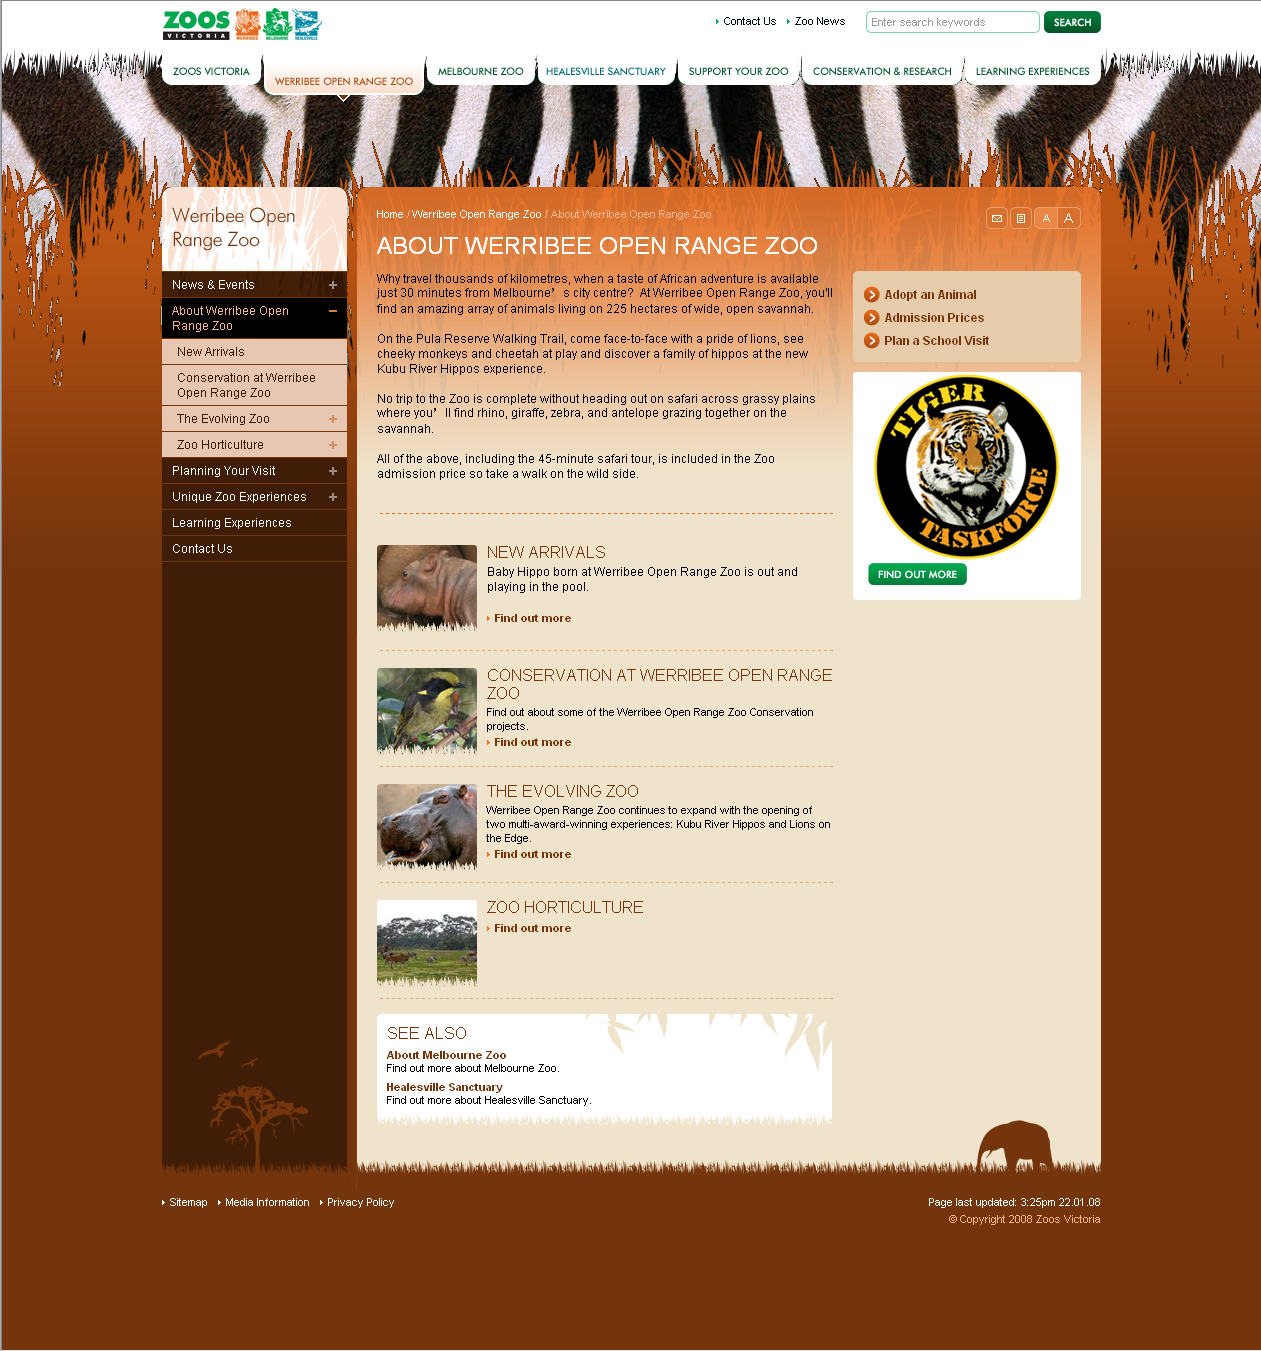 ZOOS
VICTORIA
WERRIBEE
MELBOURNE
HEALESVILLE
Contact Us
Zoo News
Enter search keywords
SEARCH
ZOOS VICTORIA
WERRIBEE OPEN RANGE ZOO
MELBOURNE ZOO
HEALESVILLE SANCTUARY
SUPPORT YOUR ZOO
CONSERVATION & RESEARCH
LEARNING EXPERIENCES
Werribee Open
Range Zoo
News & Events
About Werribee Open
Range Zoo
New Arrivals
Conservation at Werribee
Open Range Zoo
The Evolving Zoo
Zoo Horticulture
Planning Your Visit
Unique Zoo Experiences
Learning Experiences
Contact Us
Home / Werribee Open Range Zoo / About Werribee Open Range Zoo
A A
ABOUT WERRIBEE OPEN RANGE ZOO
Why travel thousands of kilometres, when a taste of African adventure is available
just 30 minutes from Melbourne’s city centre? At Werribee Open Range Zoo, you'll
find an amazing array of animals living on 225 hectares of wide, open savannah.
On the Pula Reserve Walking Trail, come face-to-face with a pride of lions, see
cheeky monkeys and cheetah at play and discover a family of hippos at the new
Kubu River Hippos experience.
No trip to the Zoo is complete without heading out on safari across grassy plains
where you’ll find rhino, giraffe, zebra, and antelope grazing together on the
savannah.
All of the above, including the 45-minute safari tour, is included in the Zoo
admission price so take a walk on the wild side.
Adopt an Animal
Admission Prices
Plan a School Visit
TIGER
TASKFORCE
FIND OUT MORE
NEW ARRIVALS
Baby Hippo born at Werribee Open Range Zoo is out and
playing in the pool.
Find out more
CONSERVATION AT WERRIBEE OPEN RANGE
ZOO
Find out about some of the Werribee Open Range Zoo Conservation
projects.
Find out more
THE EVOLVING ZOO
Werribee Open Range Zoo continues to expand with the opening of
two multi-award-winning experiences: Kubu River Hippos and Lions on
the Edge.
Find out more
ZOO HORTICULTURE
Find out more
SEE ALSO
About Melbourne Zoo
Find out more about Melbourne Zoo.
Healesville Sanctuary
Find out more about Healesville Sanctuary.
Sitemap
Media Information
Privacy Policy
Page last updated: 3:25pm 22.01.08
© Copyright 2008 Zoos Victoria